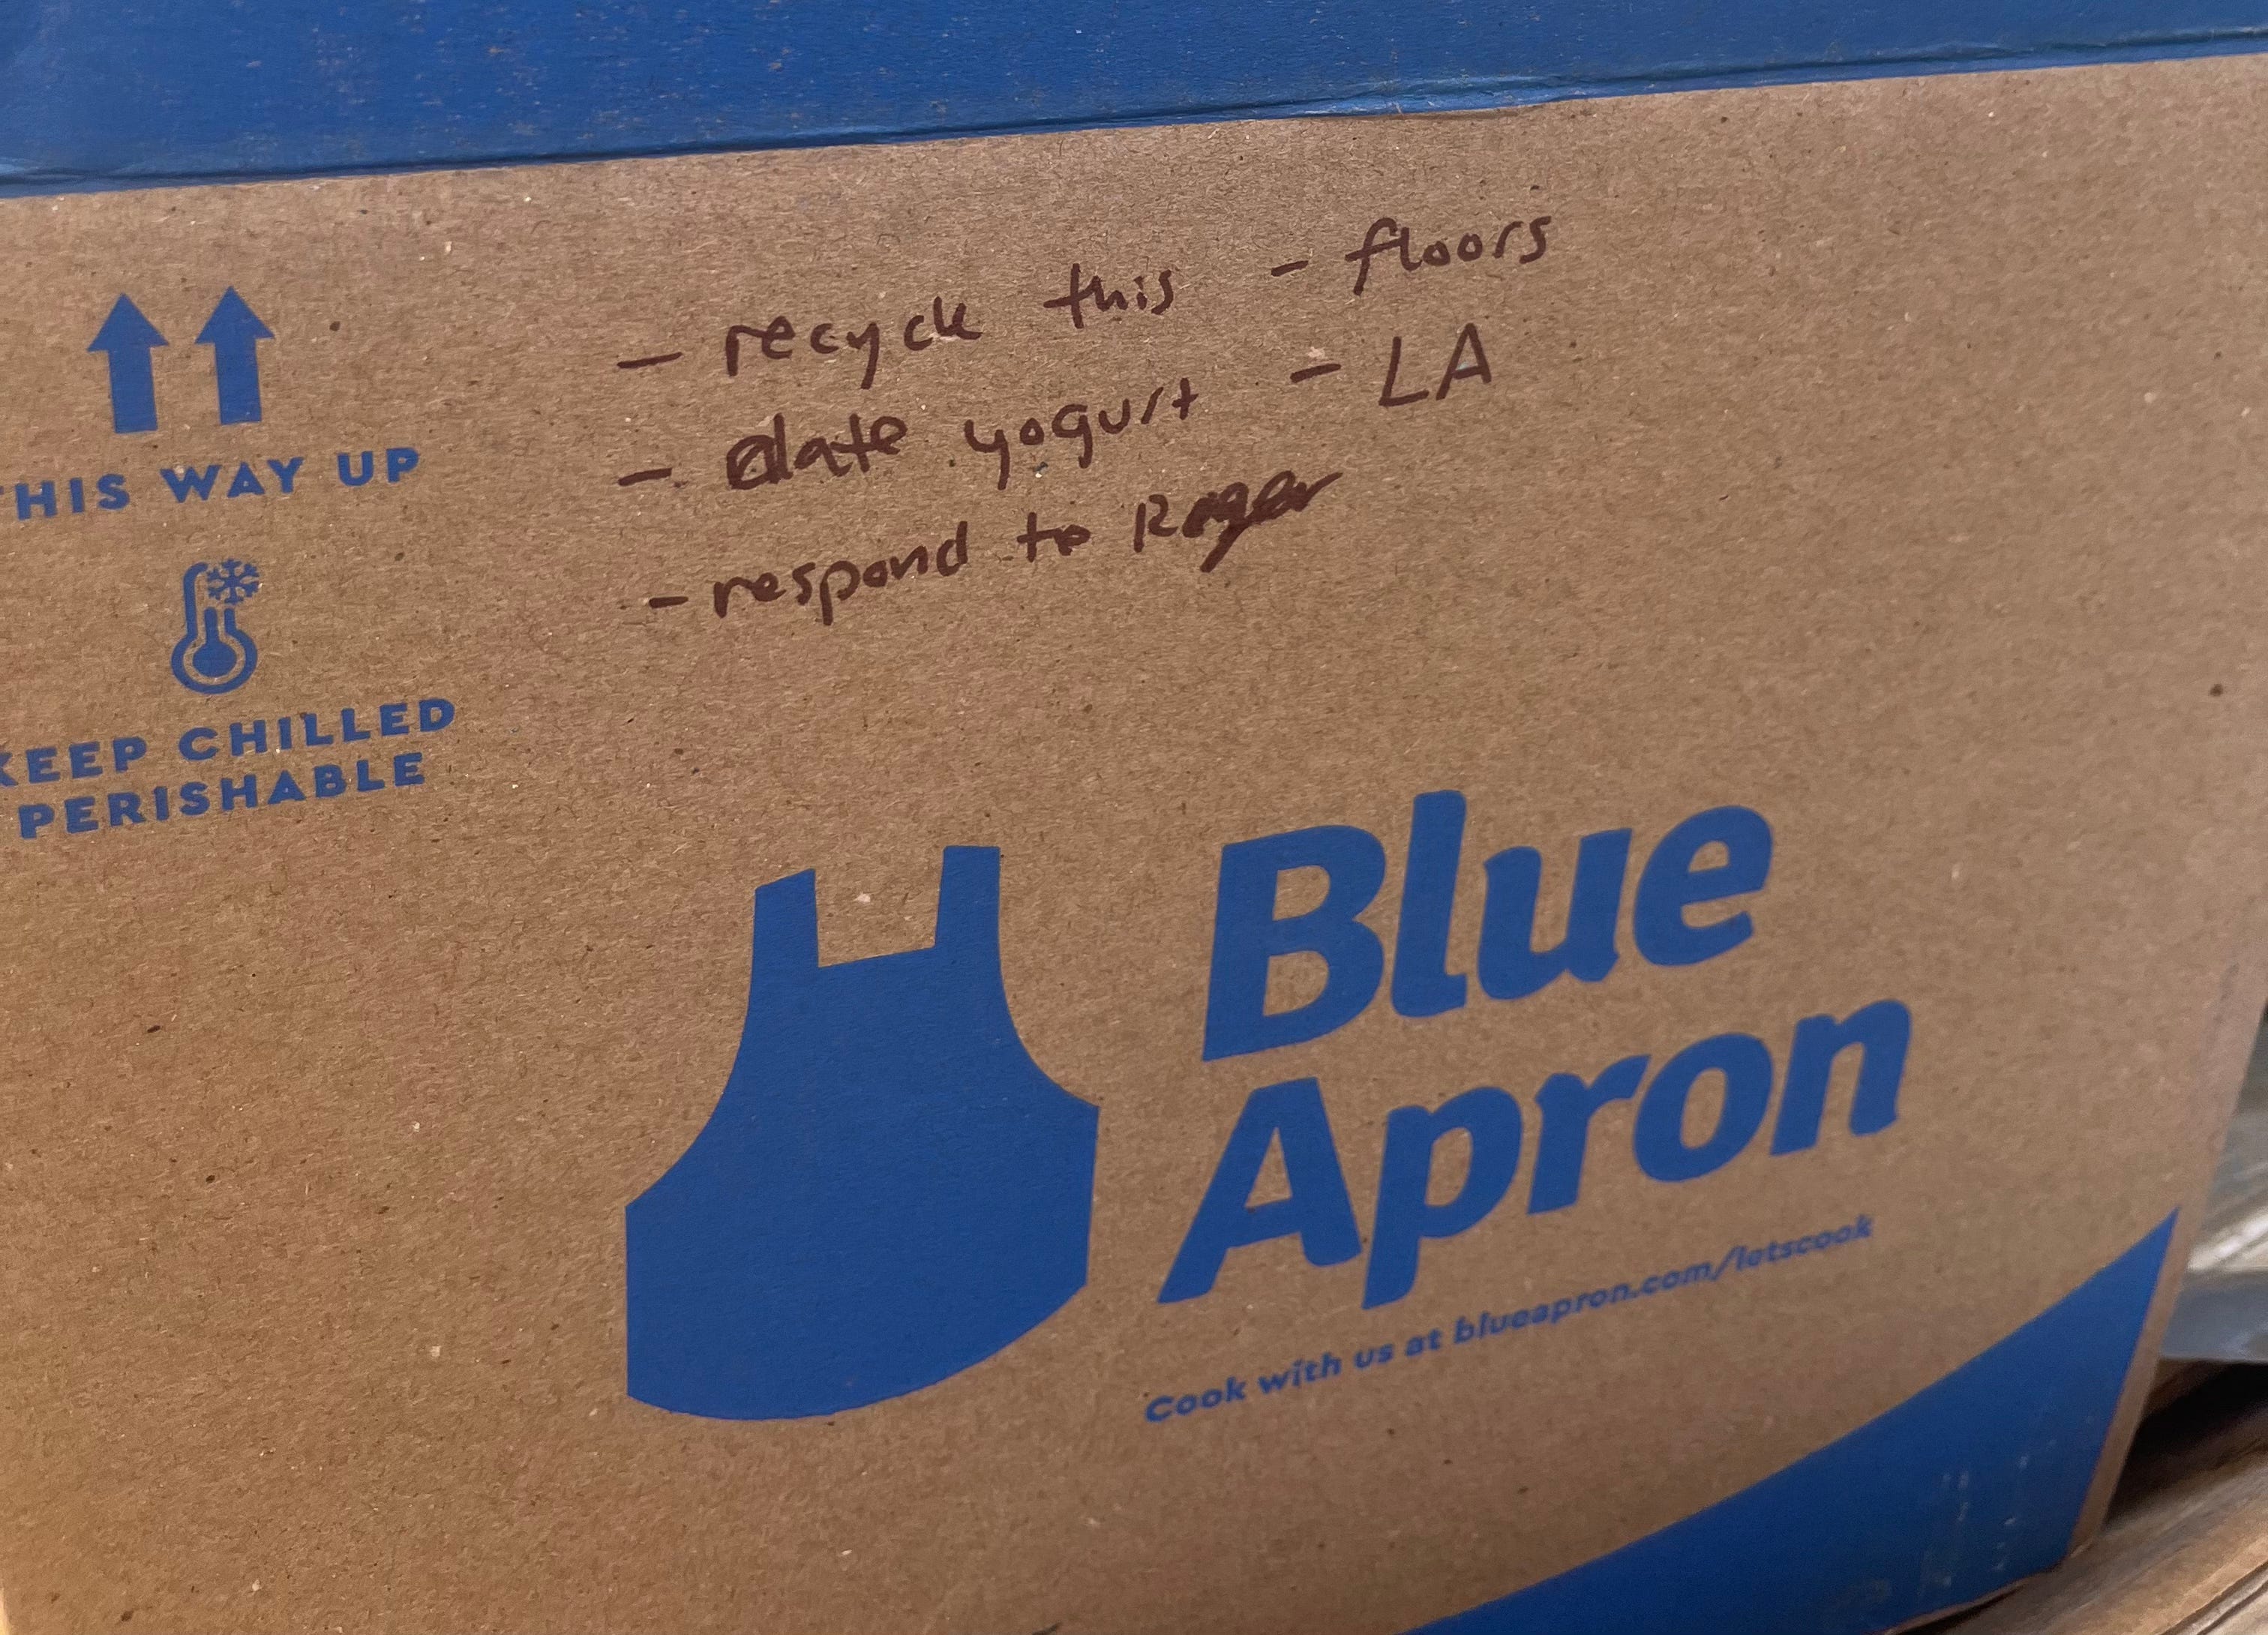 THIS WAY UP
KEEP CHILLED
PERISHABLE
- recycle this
- date yogurt
- respond to Roger
- floors
- LA
Blue
Apron
Cook with us at blueapron.com/letscook